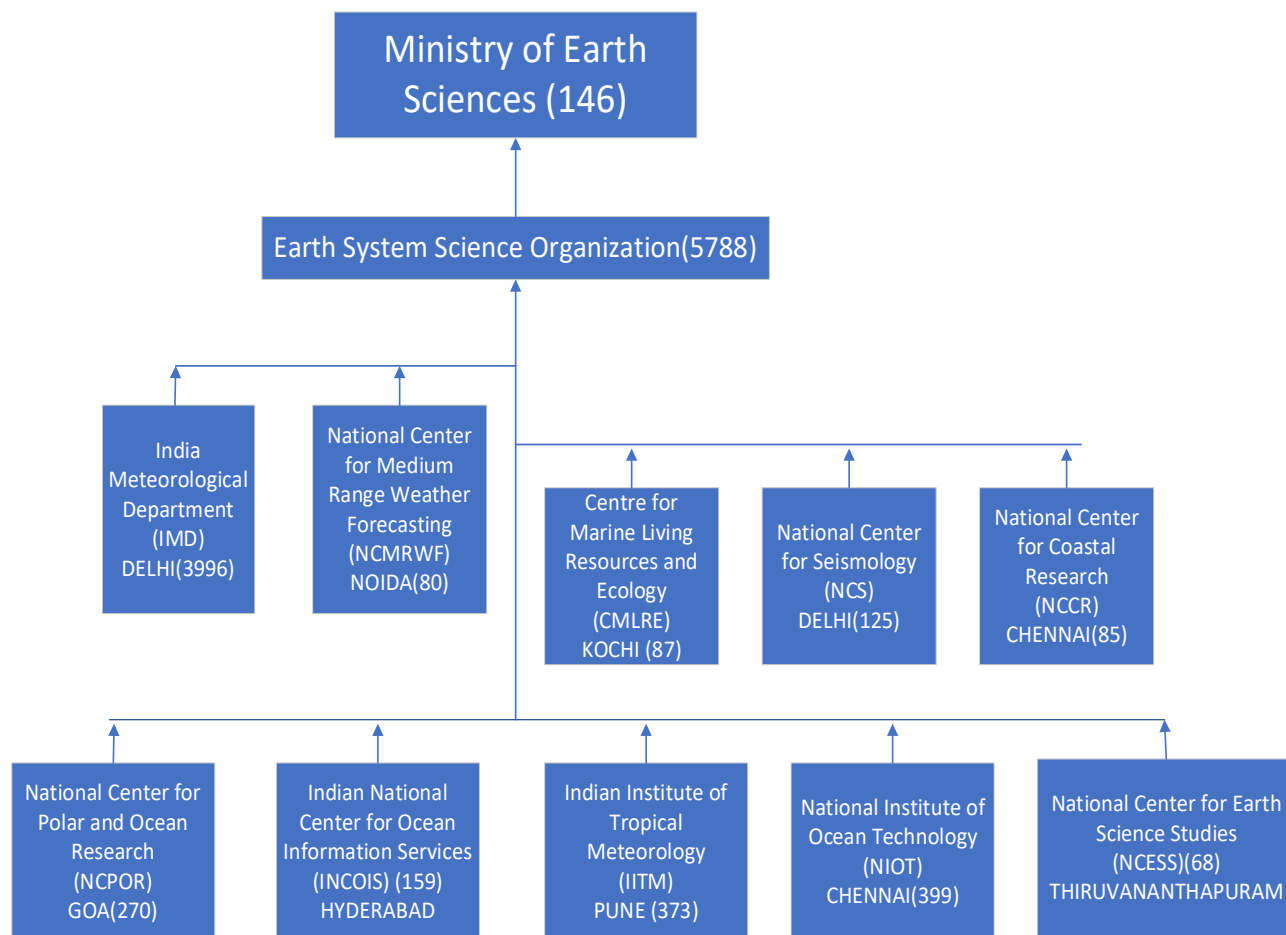 Ministry of Earth
Sciences (146)
Earth System Science Organization(5788)
India
Meteorological
Department
(IMD)
DELHI(3996)
National Center
for Medium
Range Weather
Forecasting
(NCMRWF)
NOIDA(80)
Centre for
Marine Living
Resources and
Ecology
(CMLRE)
KOCHI (87)
National Center
for Seismology
(NCS)
DELHI(125)
National Center
for Coastal
Research
(NCCR)
CHENNAI(85)
National Center for
Polar and Ocean
Research
(NCPOR)
GOA(270)
Indian National
Center for Ocean
Information Services
(INCOIS) (159)
HYDERABAD
Indian Institute of
Tropical
Meteorology
(IITM)
PUNE (373)
National Institute of
Ocean Technology
(NIOT)
CHENNAI(399)
National Center for Earth
Science Studies
(NCESS)(68)
THIRUVANANTHAPURAM